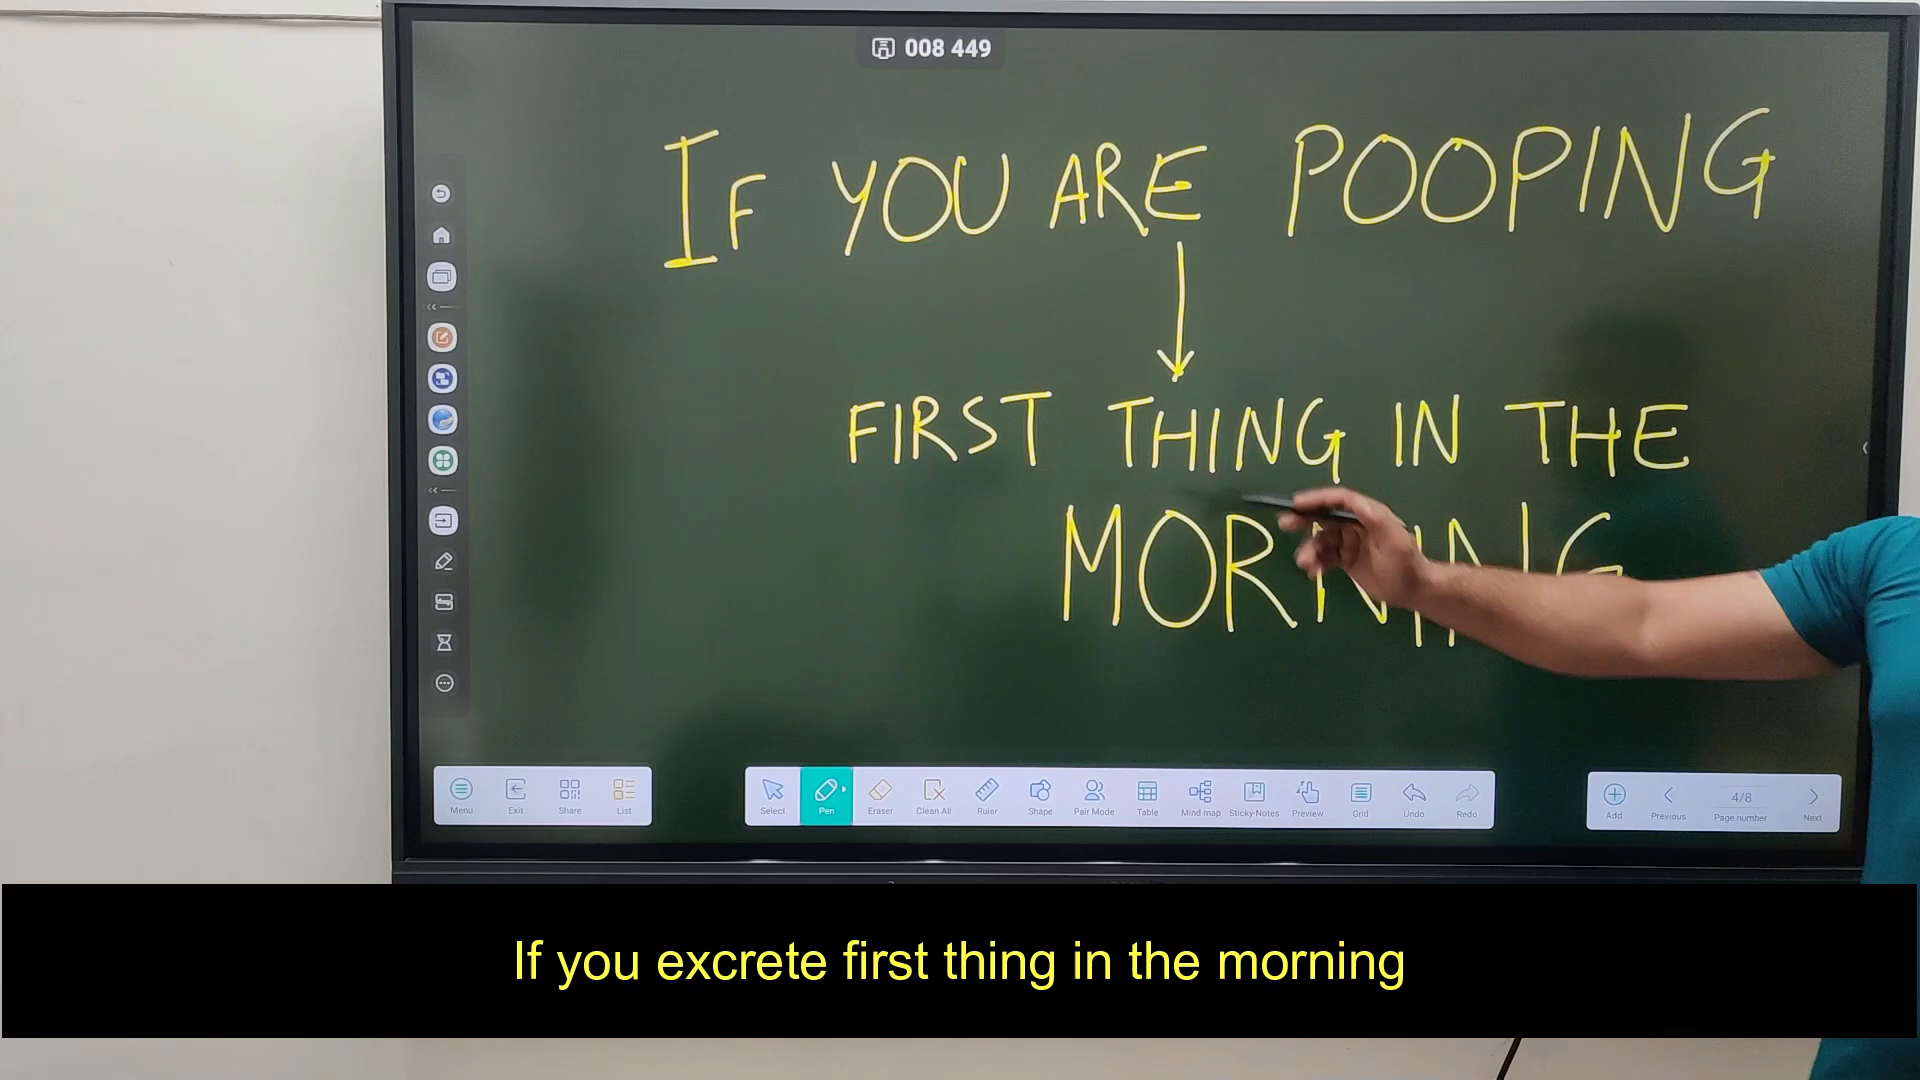 008 449
IF YOU ARE POOPING
FIRST THING IN THE
MORNING
Menu Exit Share List
Select Pen Eraser Clean All Ruler Shape Pair Mode Table Mind map Sticky-Notes Preview Grid Undo Redo
Add Previous 4/8 Page number Next
If you excrete first thing in the morning